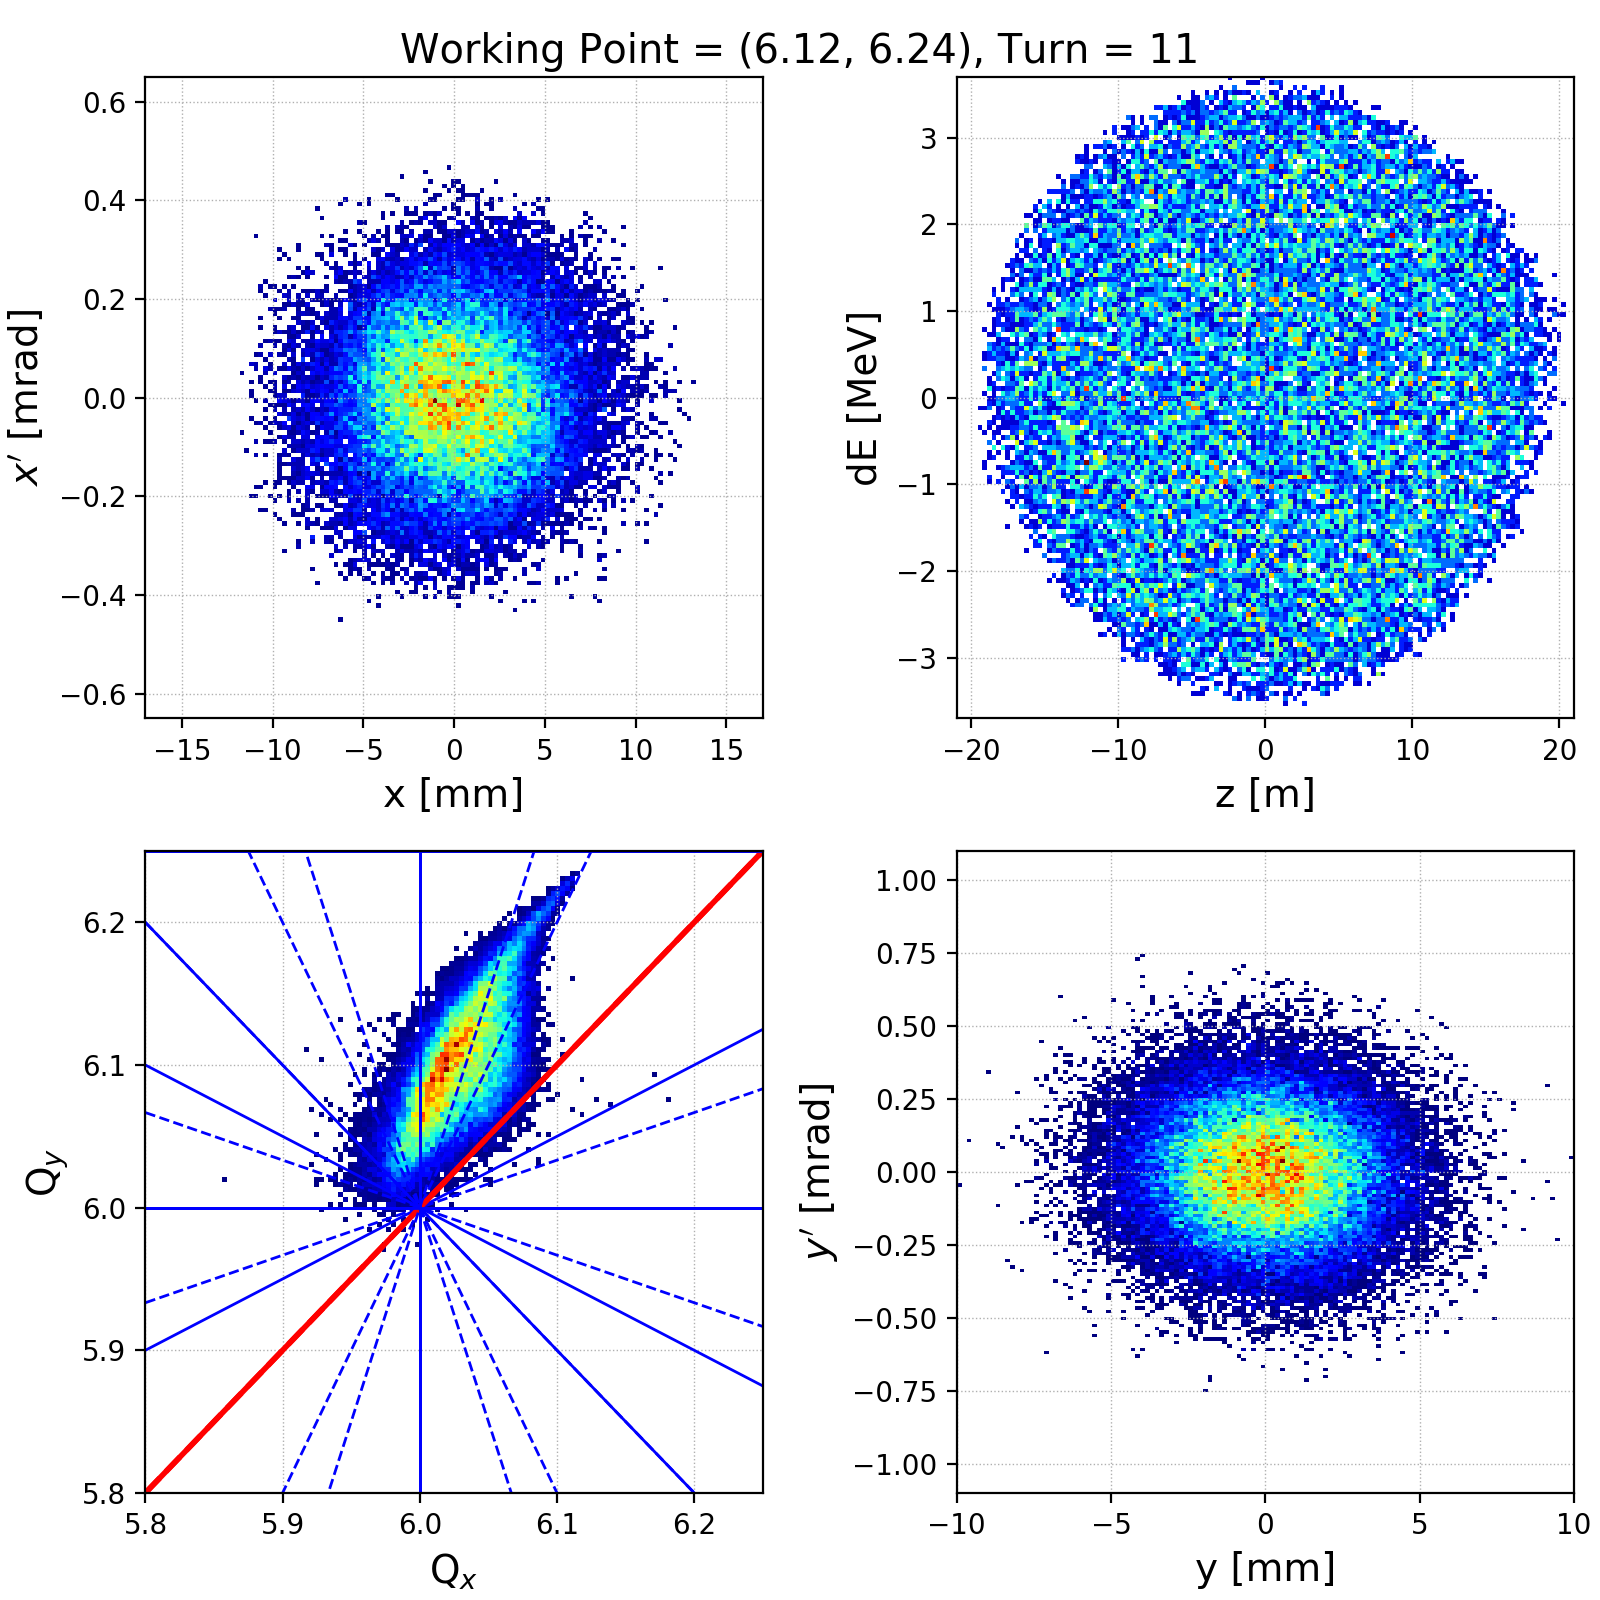 Working Point = (6.12, 6.24), Turn = 11
0.6
0.4
0.2
0.0
−0.2
−0.4
−0.6
x′ [mrad]
−15 −10 −5 0 5 10 15
x [mm]
3
2
1
0
−1
−2
−3
dE [MeV]
−20 −10 0 10 20
z [m]
6.2
6.1
6.0
5.9
5.8
Qy
5.8 5.9 6.0 6.1 6.2
Qx
1.00
0.75
0.50
0.25
0.00
−0.25
−0.50
−0.75
−1.00
y′ [mrad]
−10 −5 0 5 10
y [mm]